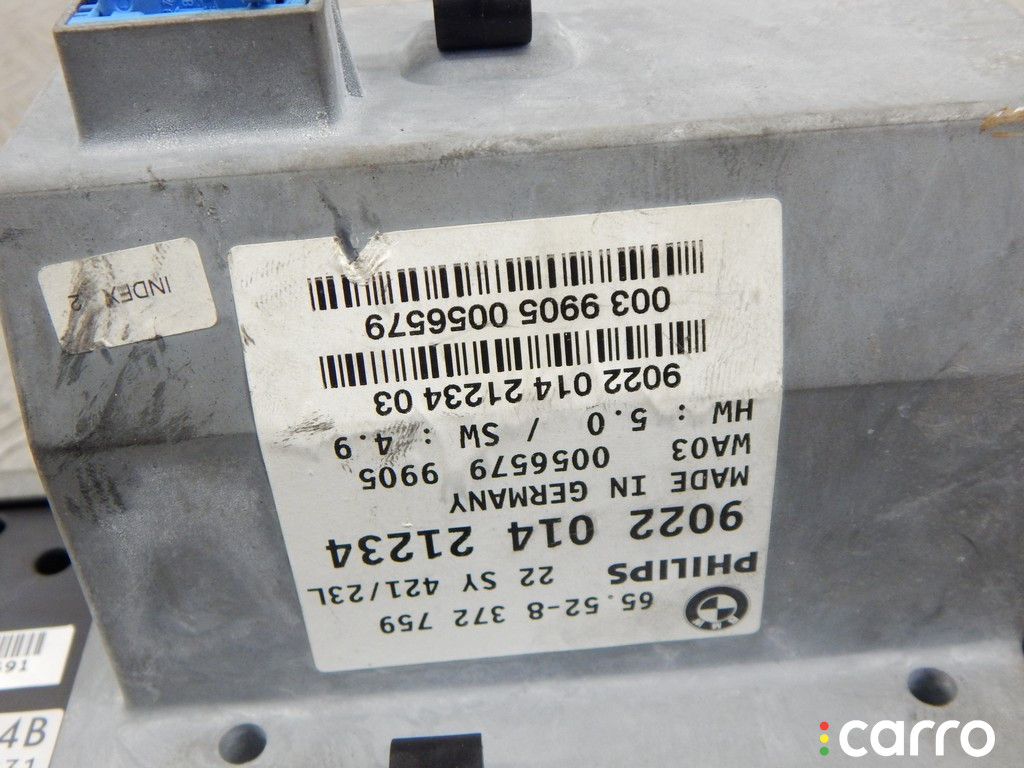 65.52-8 372 759
PHILIPS 22 SY 421/23L
9022 014 21234
MADE IN GERMANY
WA03 0056579 9905
HW : 5.0 / SW : 4.9
9022 014 21234 03
003 9905 0056579
INDEX 2
4B
carro